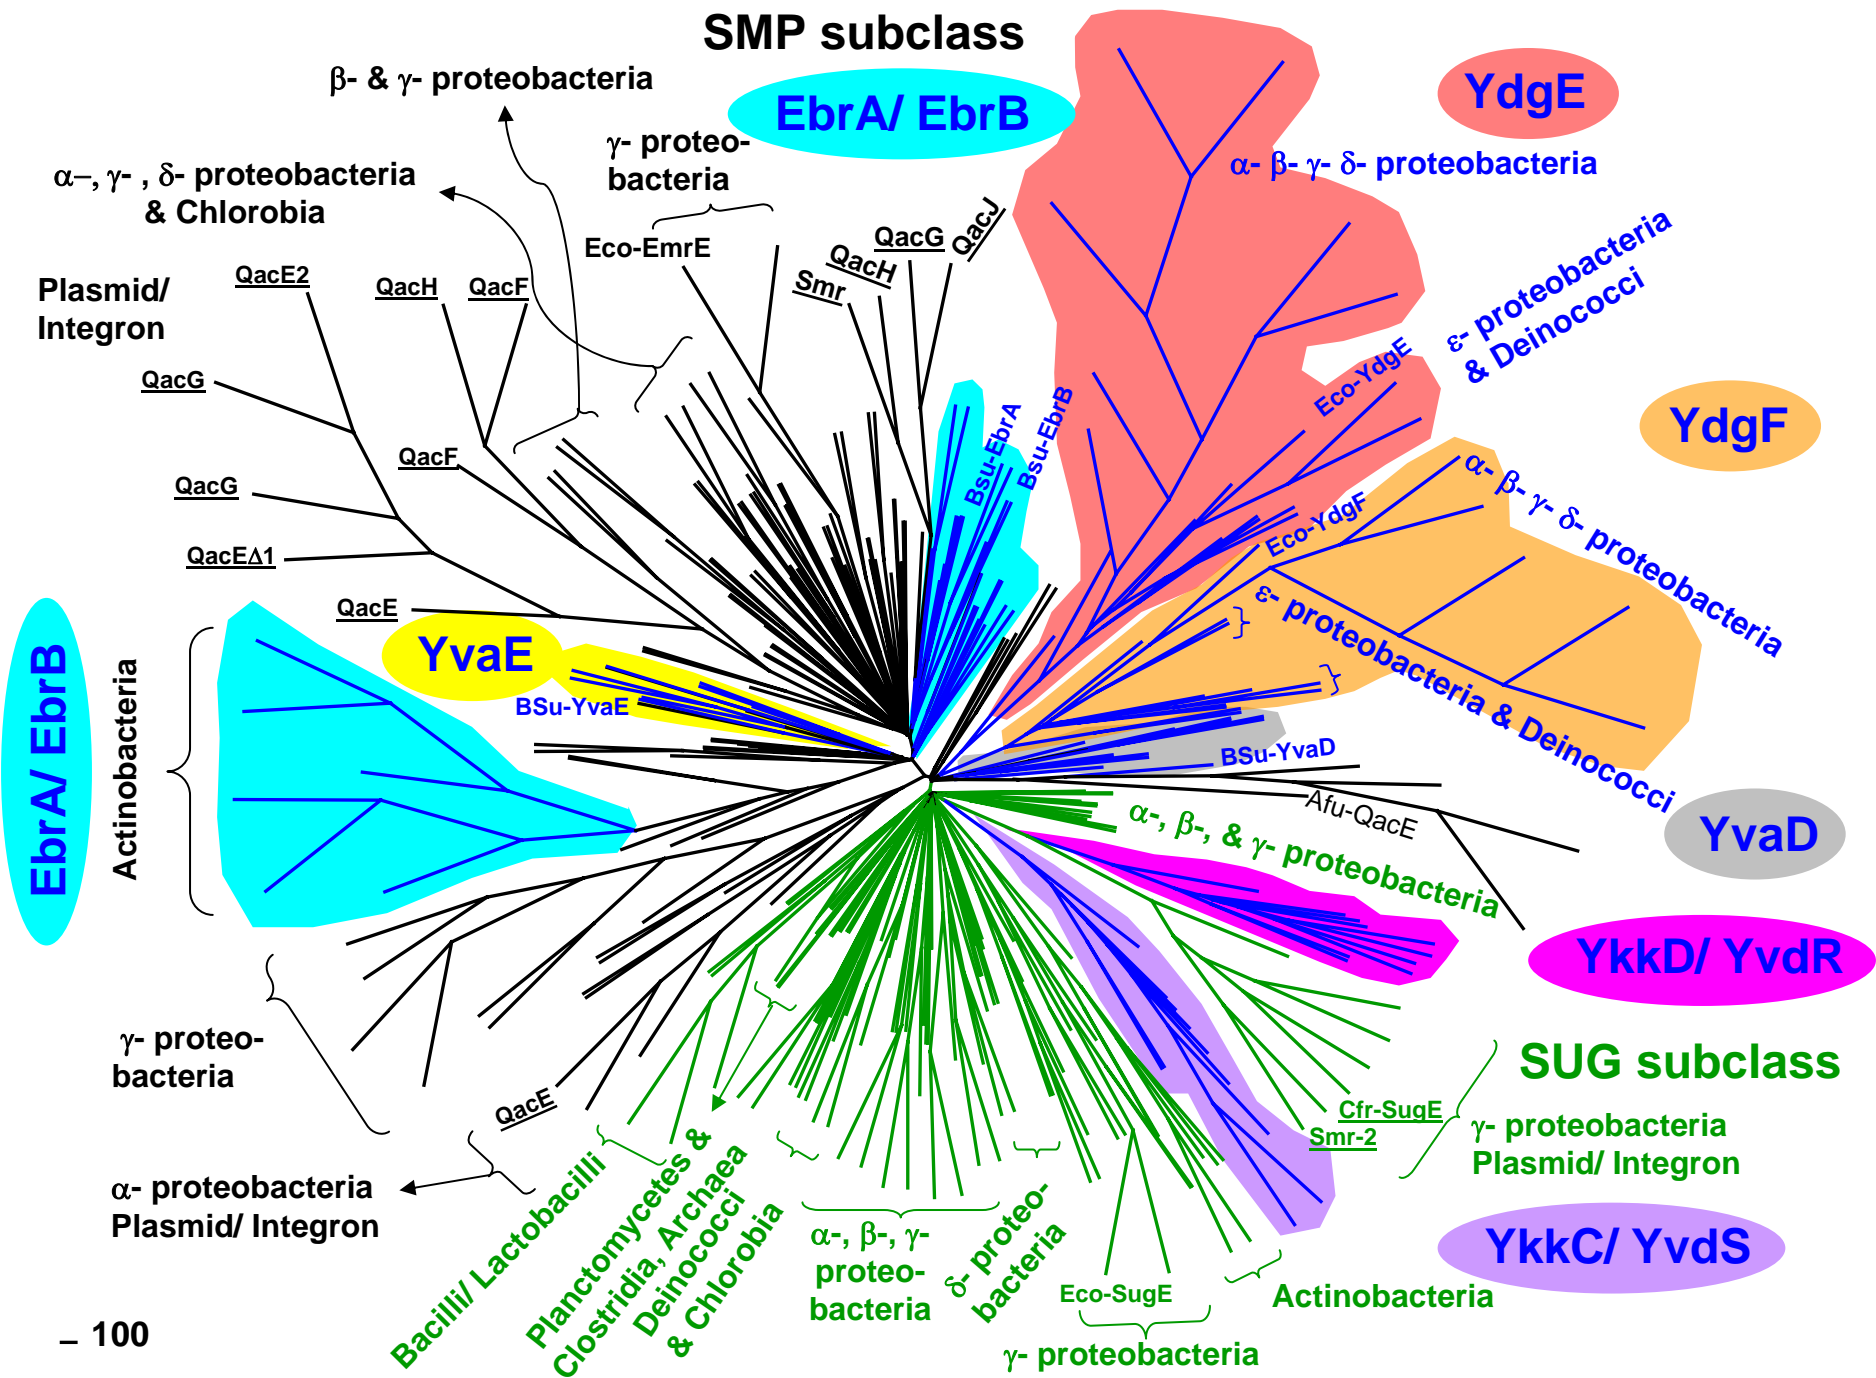 SMP subclass
β- & γ- proteobacteria
EbrA/ EbrB
YdgE
γ- proteo-
bacteria
α- β- γ- δ- proteobacteria
α–, γ- , δ- proteobacteria
& Chlorobia
Eco-EmrE
Smr
QacH
QacG
QacJ
Plasmid/
Integron
QacE2
QacH
QacF
ε- proteobacteria
& Deinococci
Eco-YdgE
QacG
YdgF
Bsu-EbrA
Bsu-EbrB
QacF
α- β- γ- δ- proteobacteria
QacG
Eco-YdgF
QacEΔ1
QacE
ε- proteobacteria & Deinococci
YvaE
BSu-YvaE
EbrA/ EbrB
Actinobacteria
BSu-YvaD
Afu-QacE
YvaD
α-, β-, & γ- proteobacteria
YkkD/ YvdR
γ- proteo-
bacteria
QacE
SUG subclass
Cfr-SugE
Smr-2
γ- proteobacteria
Plasmid/ Integron
α- proteobacteria
Plasmid/ Integron
Bacilli/ Lactobacilli
Planctomycetes &
Clostridia, Archaea
Deinococci
& Chlorobia
α-, β-, γ-
proteo-
bacteria
δ- proteo-
bacteria
Eco-SugE
γ- proteobacteria
Actinobacteria
YkkC/ YvdS
– 100